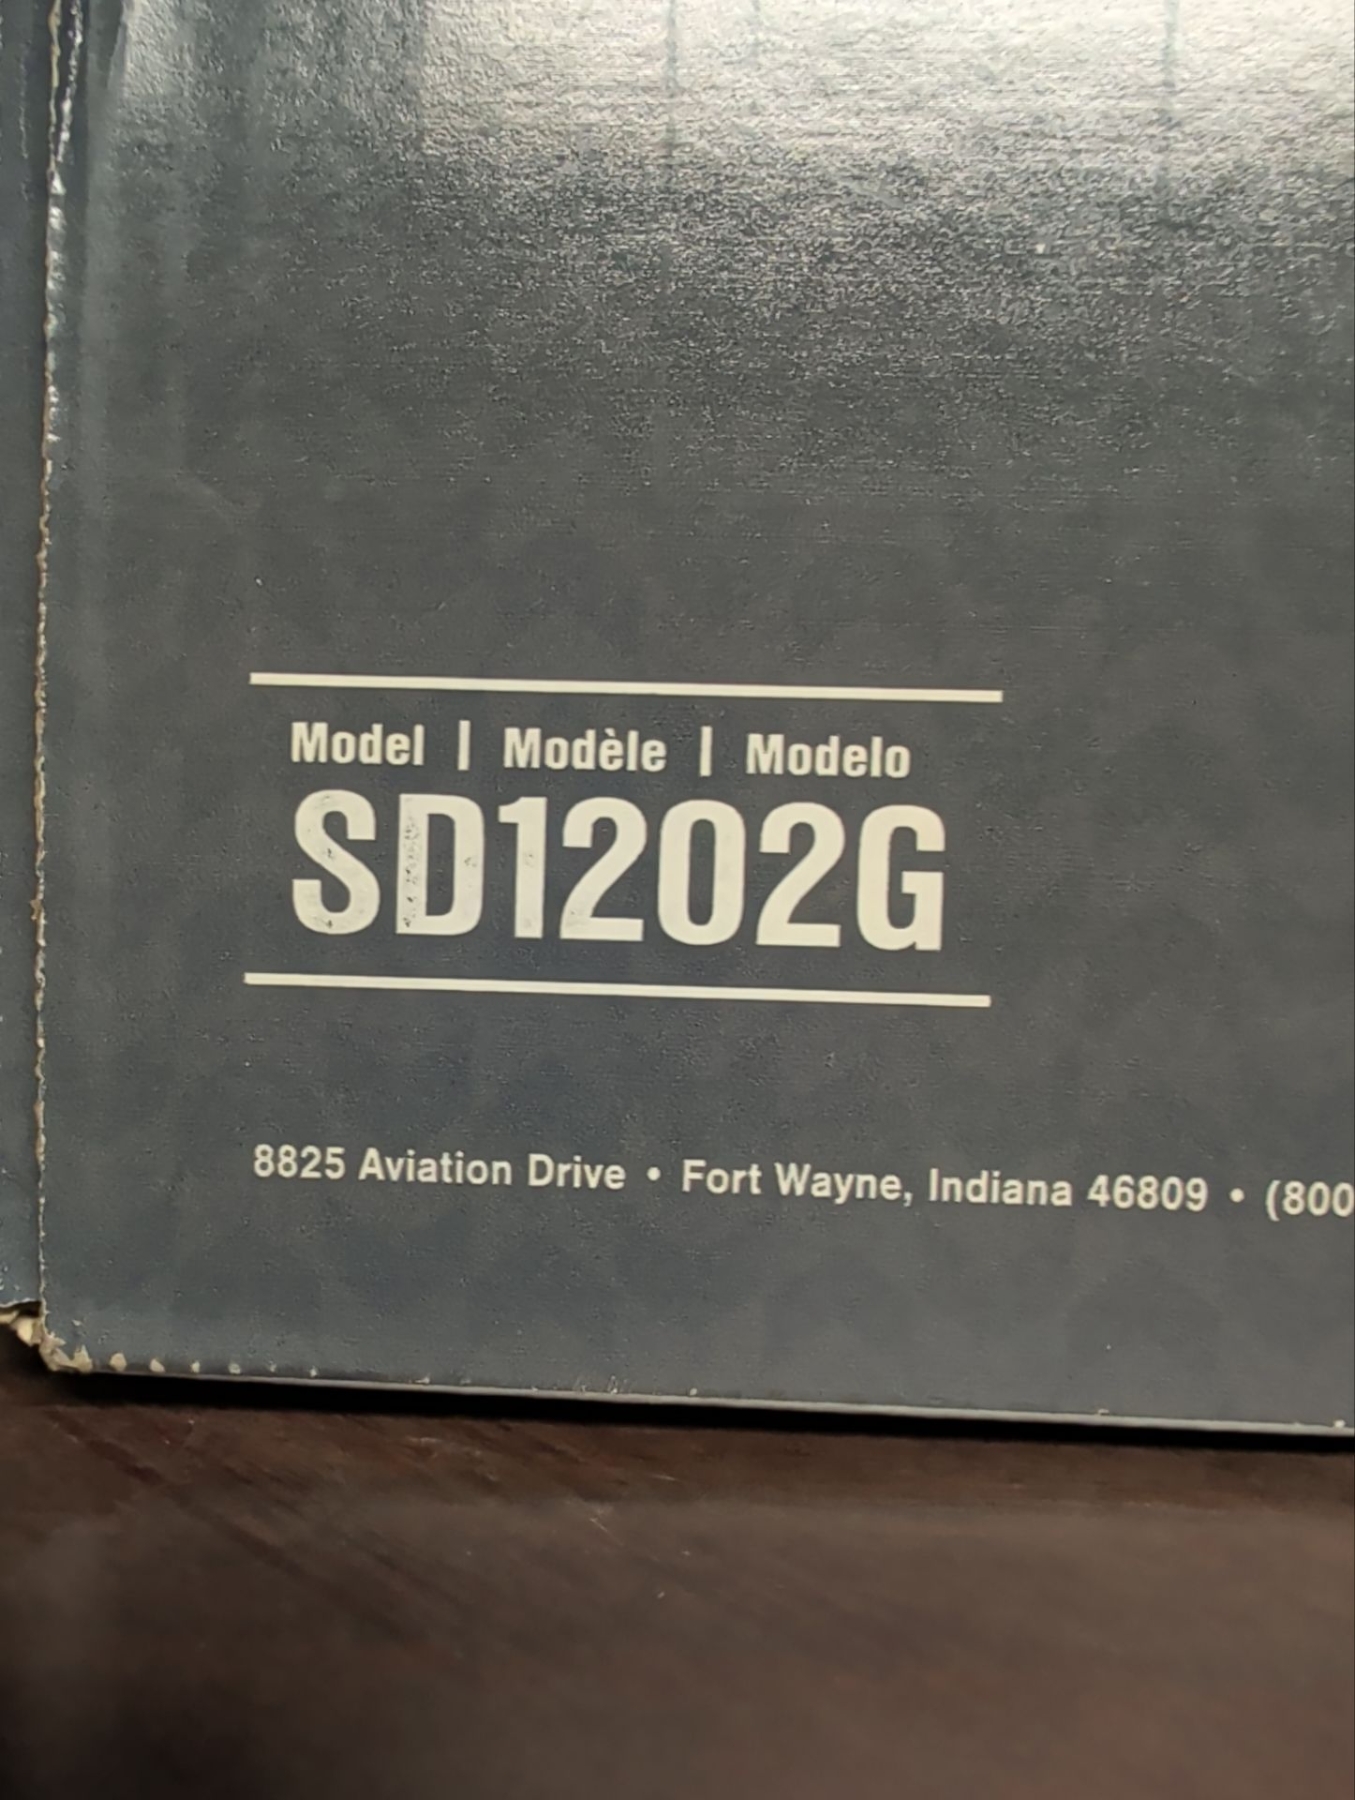 Model | Modèle | Modelo
SD1202G
8825 Aviation Drive • Fort Wayne, Indiana 46809 • (800